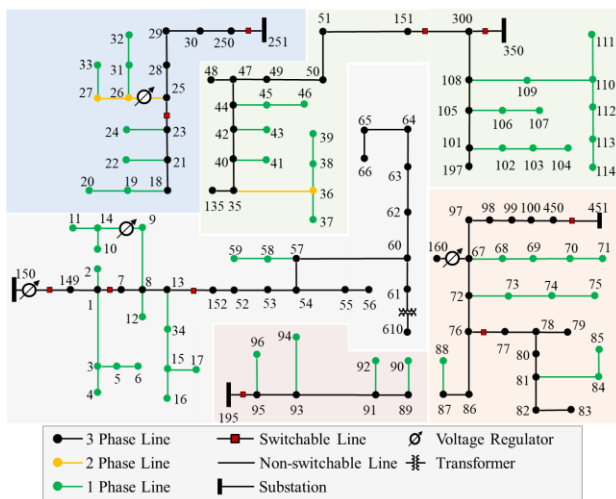 51 151 300
32 29
30 250 251 350 111
33 31 28 48 47 49 50 108 110
27 26 25 44 45 46 65 64 109
105 112
24 23 42 43 39 106 107
66 63 101 113
22 21 40 41 38
20 19 18 36 197 102 103 104 114
62
135 35 37 97 98 99 100 450 451
11 14 9
10 59 58 57 60 160 67 68 69 70 71
2
150 149 7 8 13 61 72 73 74 75
1 152 52 53 54 55 56
12 34 610 76 78 79
94 77 85
3 15 17 96 92 90 88 80
5 6 81
4 16 84
195 95 93 91 89 87 86 82 83
3 Phase Line Switchable Line Voltage Regulator
2 Phase Line Non-switchable Line Transformer
1 Phase Line Substation